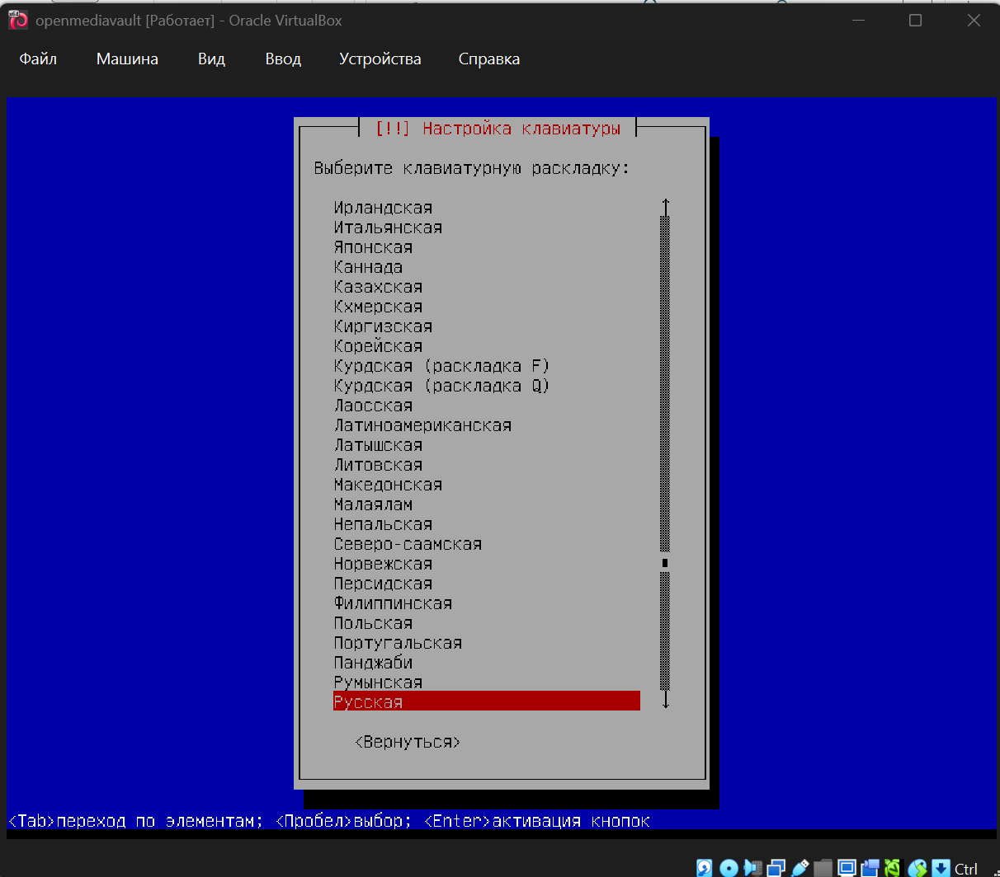 openmediavault [Работает] - Oracle VirtualBox
Файл Машина Вид Ввод Устройства Справка
[!!] Настройка клавиатуры
Выберите клавиатурную раскладку:
Ирландская
Итальянская
Японская
Каннада
Казахская
Кхмерская
Киргизская
Корейская
Курдская (раскладка F)
Курдская (раскладка Q)
Лаосская
Латиноамериканская
Латышская
Литовская
Македонская
Малаялам
Непальская
Северо-саамская
Норвежская
Персидская
Филиппинская
Польская
Португальская
Панджаби
Румынская
Русская
<Вернуться>
<Tab>переход по элементам; <Пробел>выбор; <Enter>активация кнопок
Ctrl